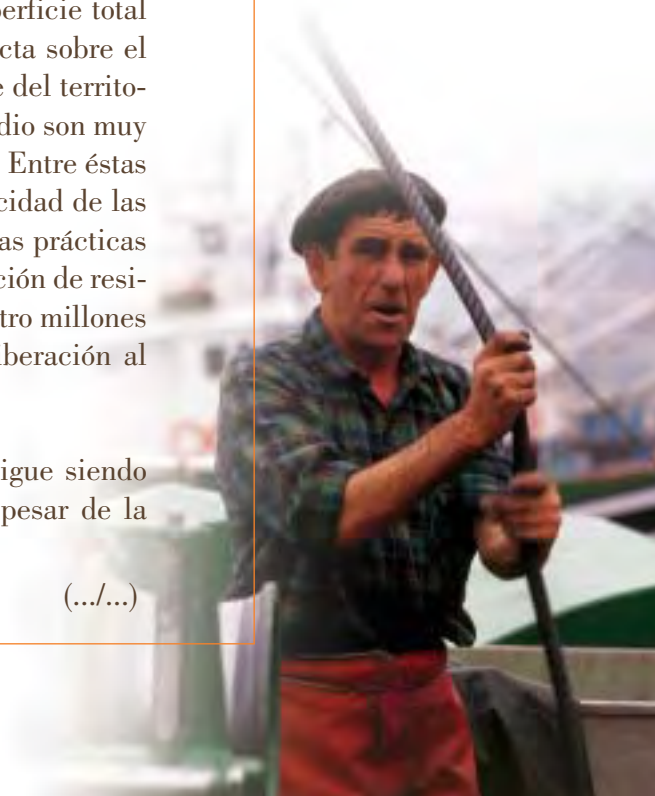 erficie total
cta sobre el
e del territo-
dio son muy
Entre éstas
cidad de las
as prácticas
ción de resi-
tro millones
iberación al
igue siendo
pesar de la
(.../...)